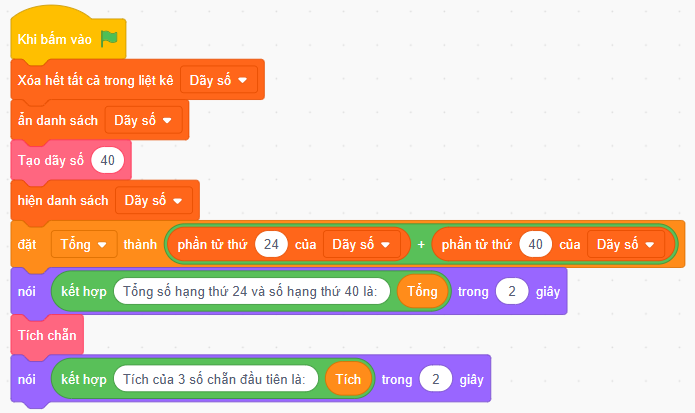 Khi bấm vào
Xóa hết tất cả trong liệt kê Dãy số
ẩn danh sách Dãy số
Tạo dãy số 40
hiện danh sách Dãy số
đặt Tổng thành phần tử thứ 24 của Dãy số + phần tử thứ 40 của Dãy số
nói kết hợp Tổng số hạng thứ 24 và số hạng thứ 40 là: Tổng trong 2 giây
Tích chẵn
nói kết hợp Tích của 3 số chẵn đầu tiên là: Tích trong 2 giây